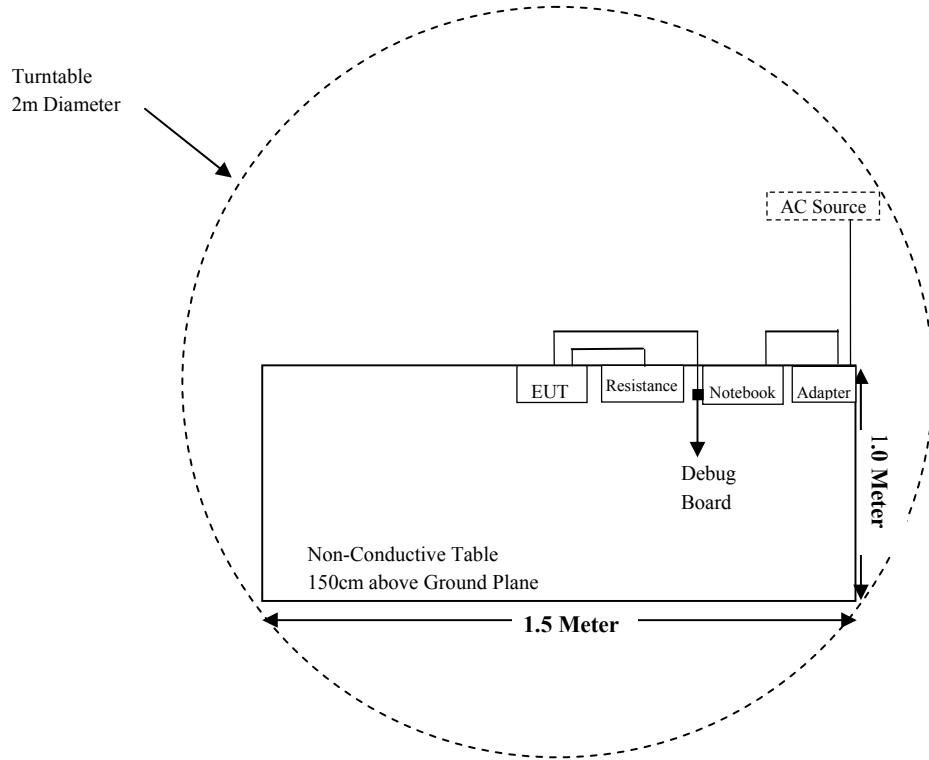 Turntable
2m Diameter
AC Source
EUT
Resistance
Notebook
Adapter
Debug
Board
1.0 Meter
Non-Conductive Table
150cm above Ground Plane
1.5 Meter